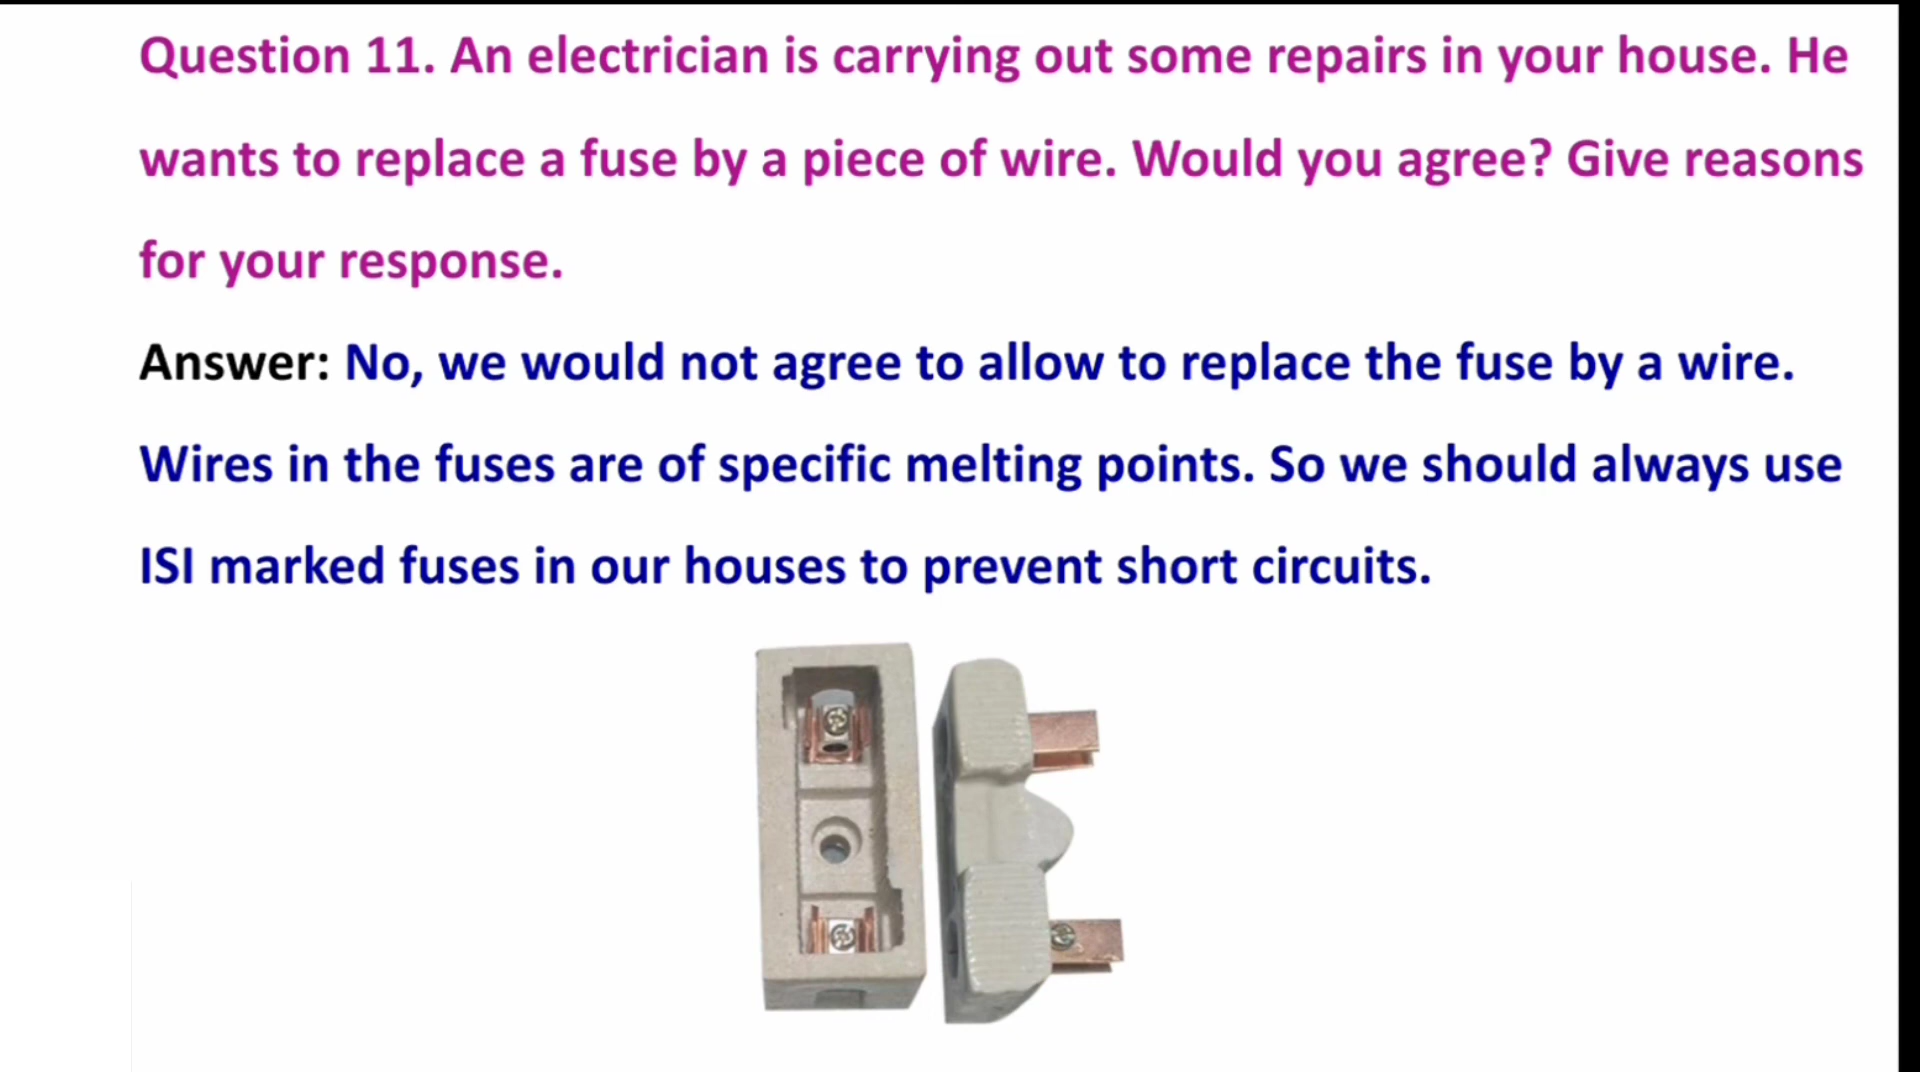 Question 11. An electrician is carrying out some repairs in your house. He
wants to replace a fuse by a piece of wire. Would you agree? Give reasons
for your response.
Answer: No, we would not agree to allow to replace the fuse by a wire.
Wires in the fuses are of specific melting points. So we should always use
ISI marked fuses in our houses to prevent short circuits.